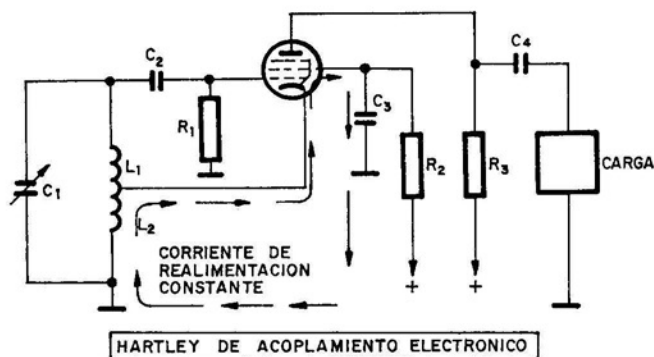 C2
C4
R1
C3
L1
C1
R2
R3
CARGA
L2
CORRIENTE DE
REALIMENTACION
CONSTANTE
+
+
HARTLEY DE ACOPLAMIENTO ELECTRONICO